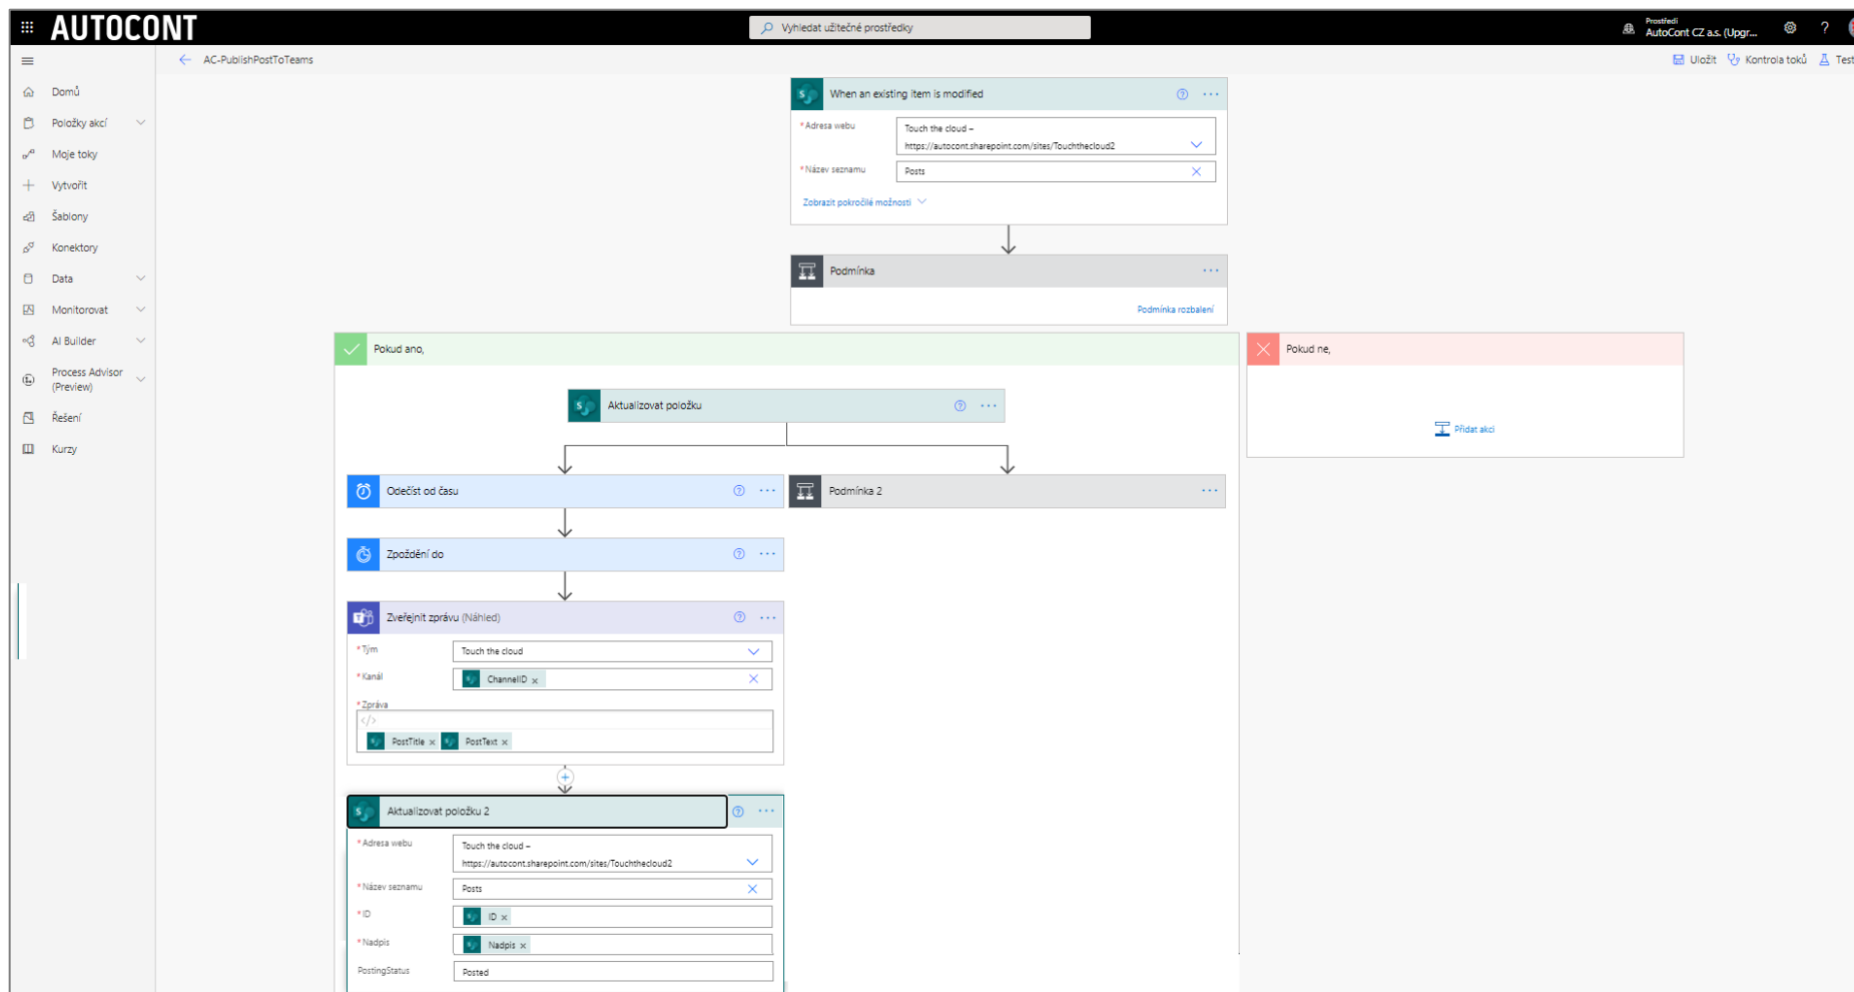 AUTOCONT
Vyhledat užitečné prostředky
Prostředí
AutoCont CZ a.s. (Upgr...
?
AC-PublishPostToTeams
Uložit
Kontrola toků
Test
Domů
Položky akcí
Moje toky
Vytvořit
Šablony
Konektory
Data
Monitorovat
AI Builder
Process Advisor
(Preview)
Řešení
Kurzy
When an existing item is modified
*Adresa webu
Touch the cloud –
https://autocont.sharepoint.com/sites/Touchthecloud2
*Název seznamu
Posts
Zobrazit pokročilé možnosti
Podmínka
Podmínka rozbalení
Pokud ano,
Pokud ne,
Aktualizovat položku
Přidat akci
Odečíst od času
Podmínka 2
Zpoždění do
Zveřejnit zprávu (Náhled)
*Tým
Touch the cloud
*Kanál
ChannelID x
*Zpráva
</>
PostTitle x PostText x
Aktualizovat položku 2
*Adresa webu
Touch the cloud –
https://autocont.sharepoint.com/sites/Touchthecloud2
*Název seznamu
Posts
*ID
ID x
*Nadpis
Nadpis x
PostingStatus
Posted